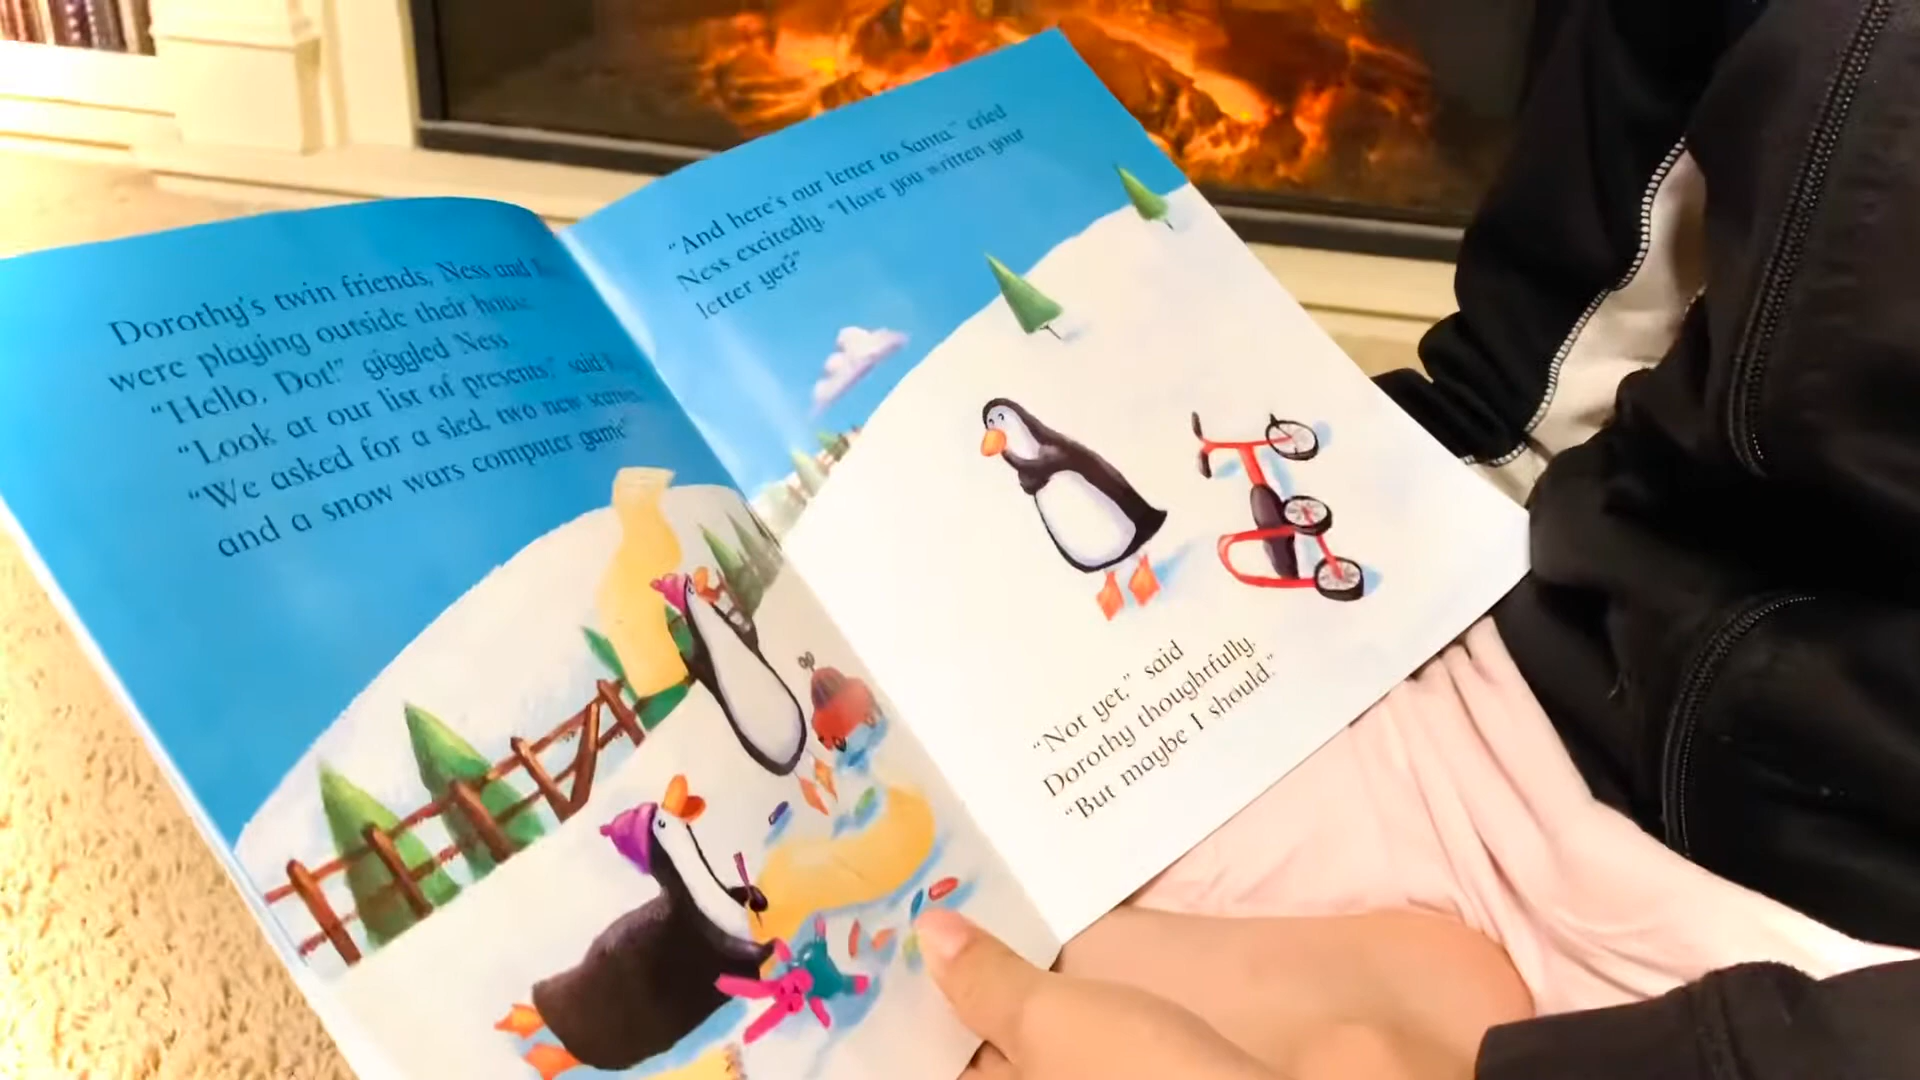 Dorothy's twin friends, Ness and
were playing outside their house.
"Hello, Dot!" giggled Ness.
"Look at our list of presents," said
"We asked for a sled, two new scarves,
and a snow wars computer game."
"And here's our letter to Santa," cried
Ness excitedly. "Have you written your
letter yet?"
"Not yet," said
Dorothy thoughtfully.
"But maybe I should."